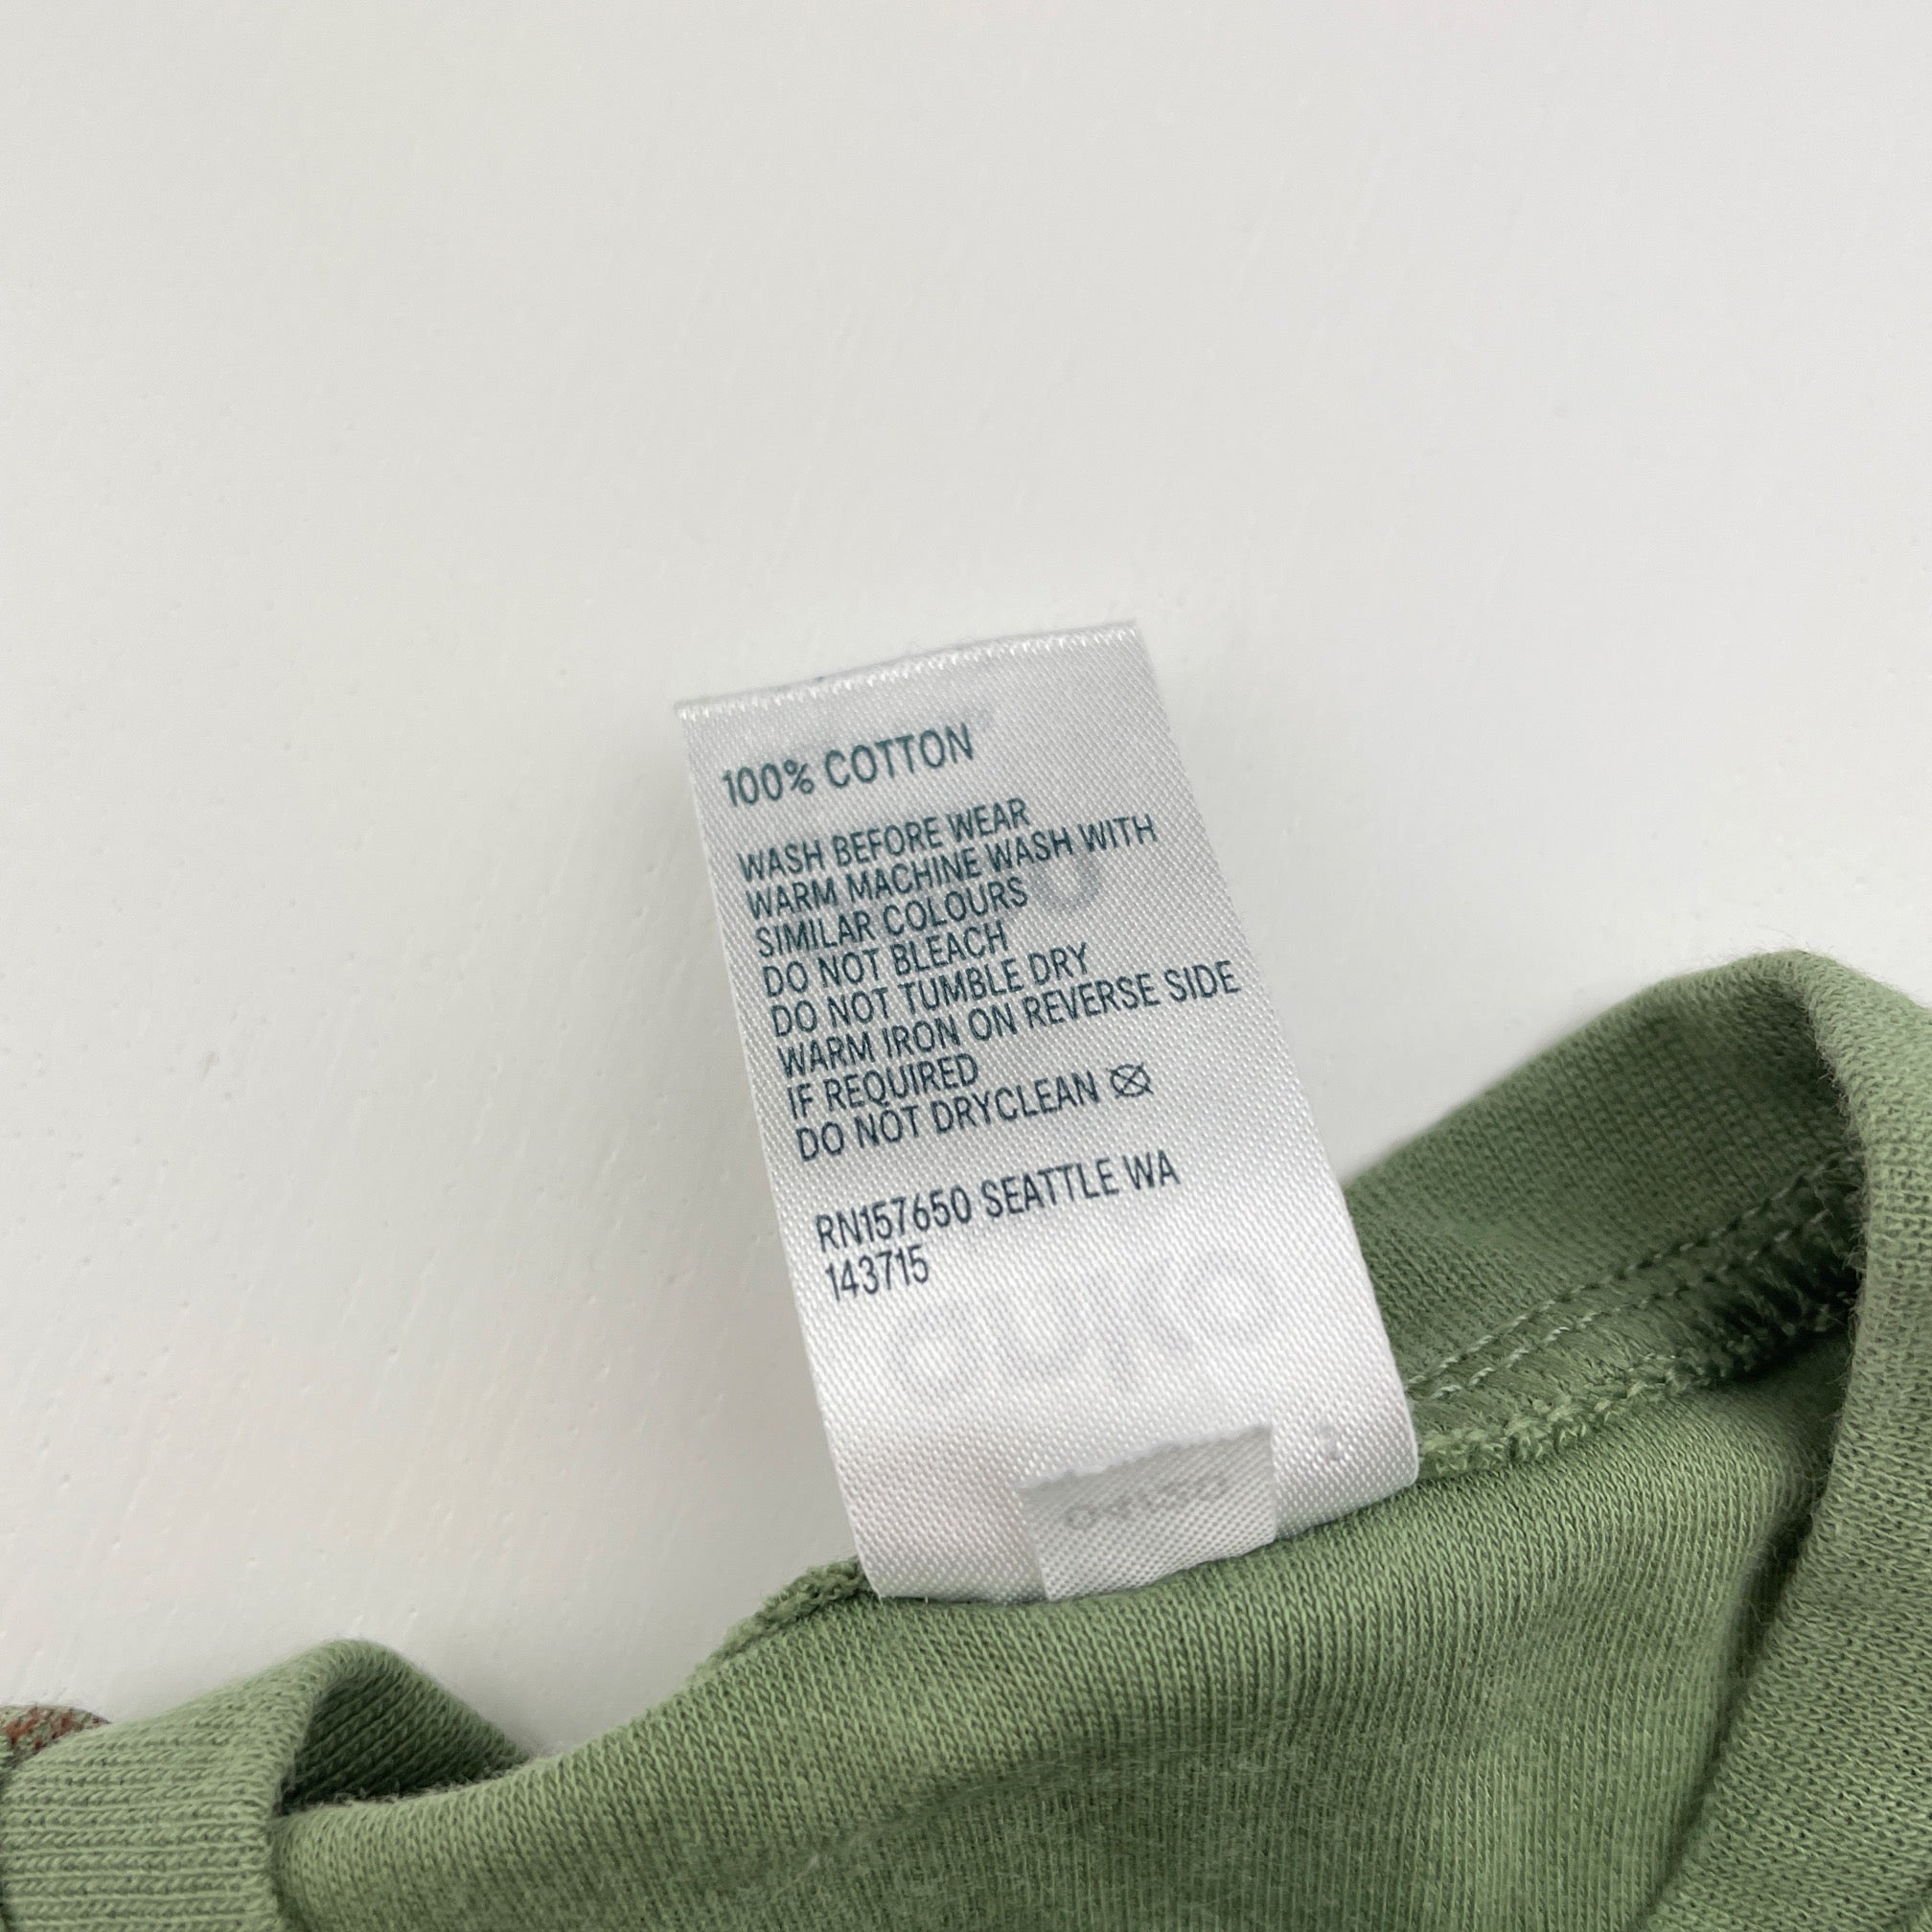 100% COTTON
WASH BEFORE WEAR
WARM MACHINE WASH WITH
SIMILAR COLOURS
DO NOT BLEACH
DO NOT TUMBLE DRY
WARM IRON ON REVERSE SIDE
IF REQUIRED
DO NOT DRYCLEAN
RN157650 SEATTLE WA
143715